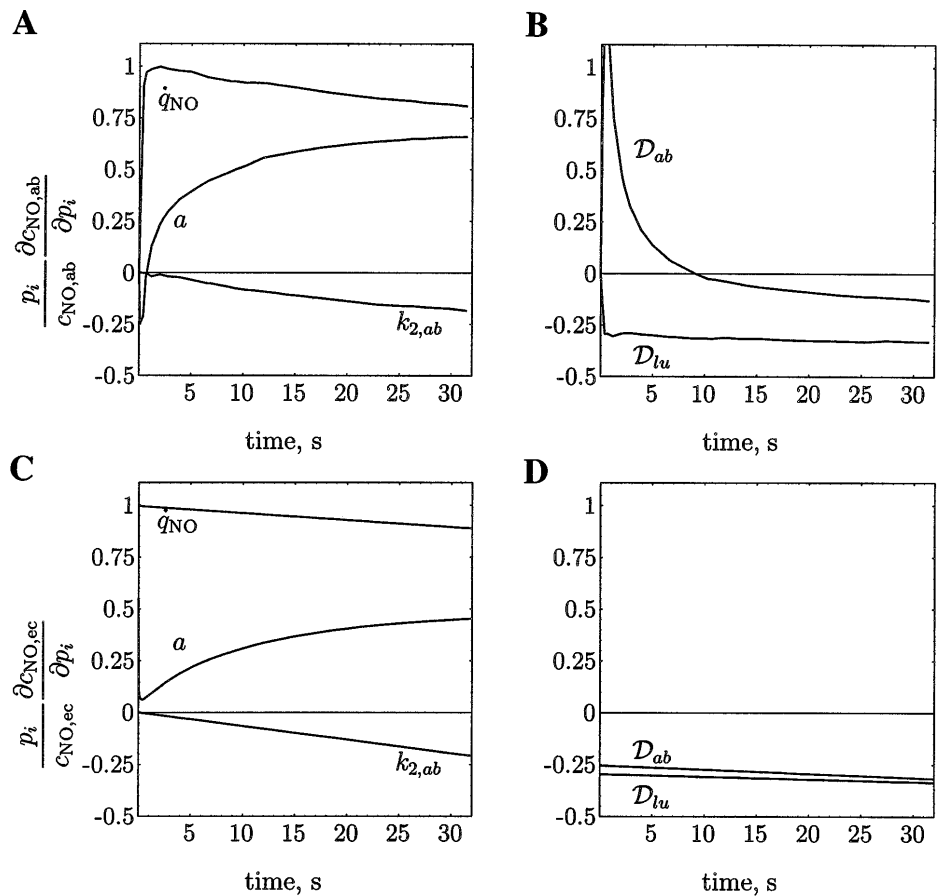 A
1
0.75
0.5
0.25
0
-0.25
-0.5
q̇NO
a
k2,ab
5 10 15 20 25 30
time, s
pi/cNO,ab ∂cNO,ab/∂pi
B
1
0.75
0.5
0.25
0
-0.25
-0.5
𝒟ab
𝒟lu
5 10 15 20 25 30
time, s
C
1
0.75
0.5
0.25
0
-0.25
-0.5
q̇NO
a
k2,ab
5 10 15 20 25 30
time, s
pi/cNO,ec ∂cNO,ec/∂pi
D
1
0.75
0.5
0.25
0
-0.25
-0.5
𝒟ab
𝒟lu
5 10 15 20 25 30
time, s